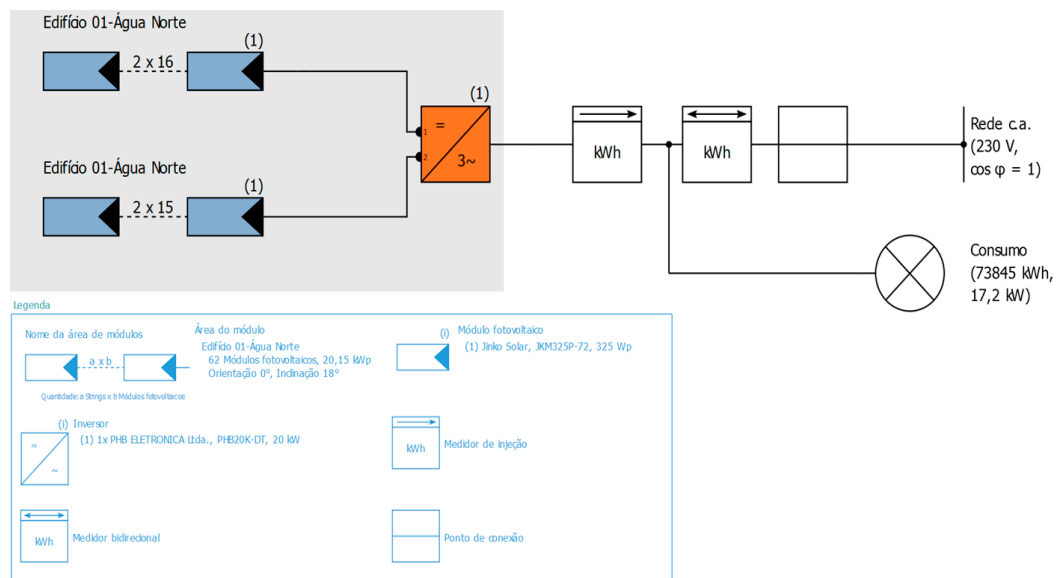 Edifício 01-Água Norte
(1)
2 x 16
(1)
Edifício 01-Água Norte
(1)
2 x 15
1
2
=
3~
kWh
kWh
Rede c.a.
(230 V,
cos φ = 1)
Consumo
(73845 kWh,
17,2 kW)
Legenda
Nome da área de módulos
a x b
Quantidade: a Strings x b Módulos fotovoltaicos
Área do módulo
Edifício 01-Água Norte
62 Módulos fotovoltaicos, 20,15 kWp
Orientação 0°, Inclinação 18°
(i)
Módulo fotovoltaico
(1) Jinko Solar, JKM325P-72, 325 Wp
(i) Inversor
(1) 1x PHB ELETRONICA Ltda., PHB20K-DT, 20 kW
=
~
kWh
Medidor de injeção
kWh
Medidor bidirecional
Ponto de conexão